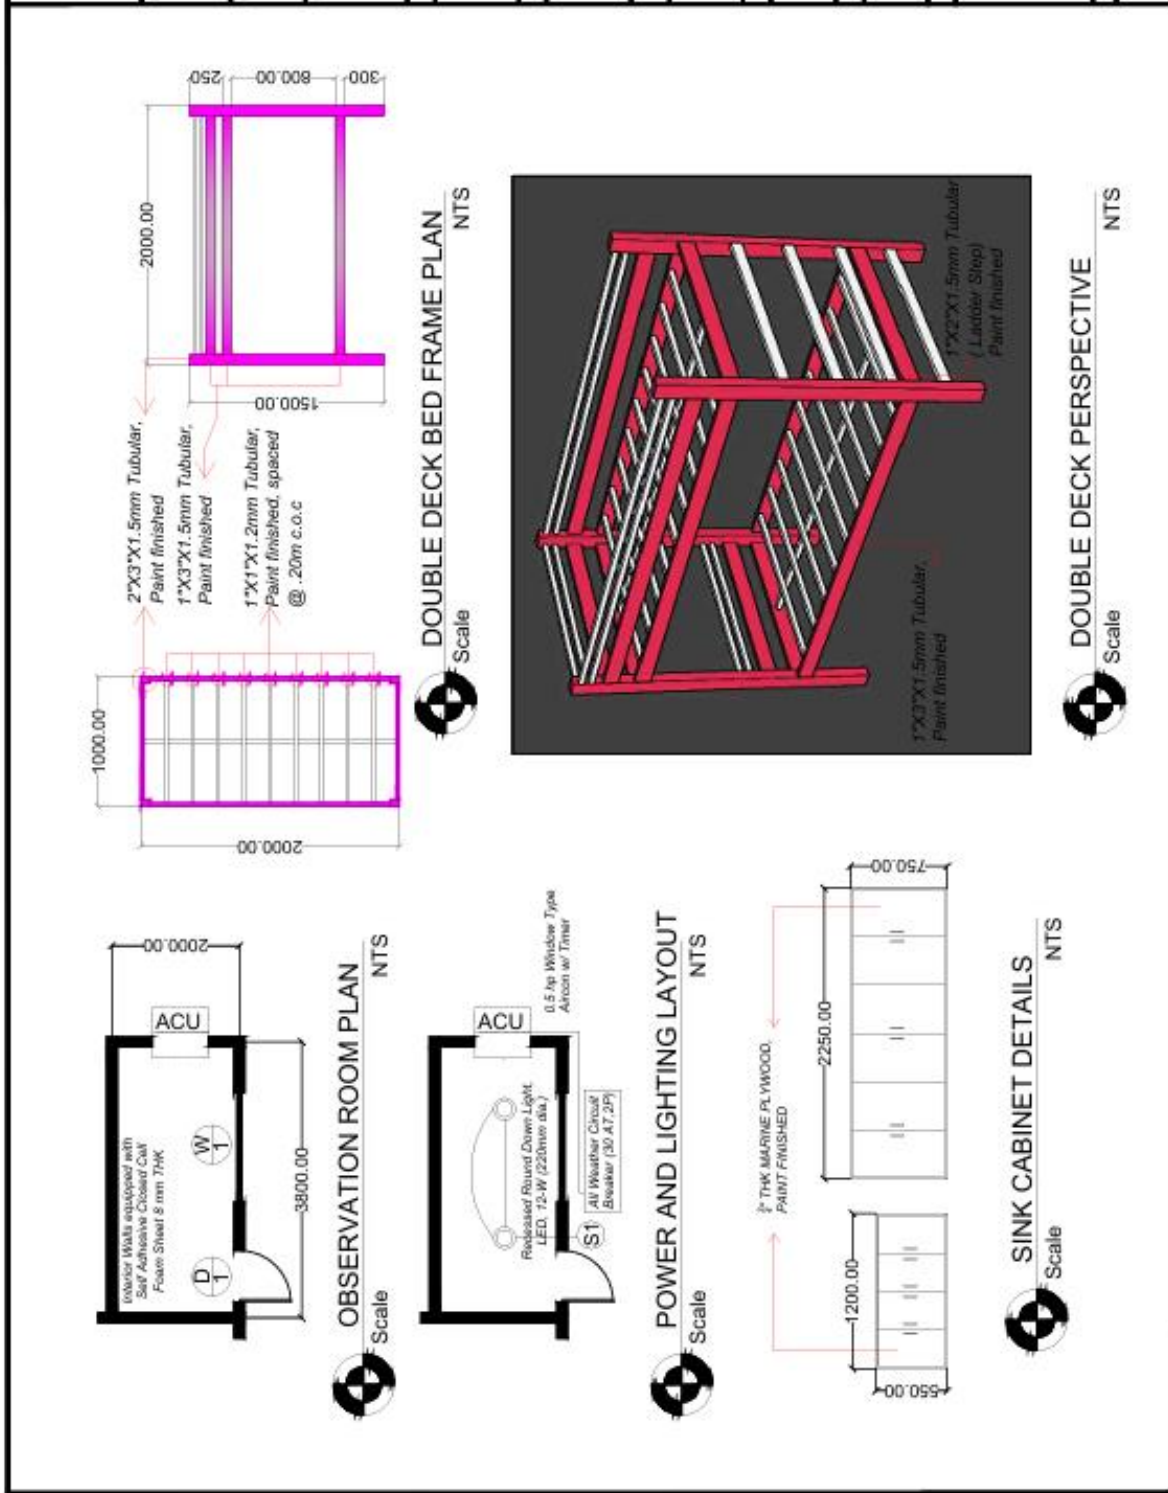 2000.00
ACU
Interior Walls equipped with
Self Adhesive Closed Cell
Foam Sheet 8 mm THK
D
1
W
1
3800.00
OBSERVATION ROOM PLAN
Scale
NTS
ACU
0.5 hp Window Type
Aircon w/ Timer
Recessed Round Down Light,
LED, 12-W (220mm dia.)
S1
All Weather Circuit
Breaker (30 AT, 2P)
POWER AND LIGHTING LAYOUT
Scale
NTS
THK MARINE PLYWOOD,
PAINT FINISHED
1200.00
550.00
2250.00
750.00
SINK CABINET DETAILS
Scale
NTS
1000.00
2000.00
2"X3"X1.5mm Tubular,
Paint finished
1"X3"X1.5mm Tubular,
Paint finished
1"X1"X1.2mm Tubular,
Paint finished, spaced
@ .20m c.o.c
2000.00
250
800.00
300
1500.00
DOUBLE DECK BED FRAME PLAN
Scale
NTS
1"X3"X1.5mm Tubular,
Paint finished
1"X2"X1.5mm Tubular
( Ladder Step)
Paint finished
DOUBLE DECK PERSPECTIVE
Scale
NTS